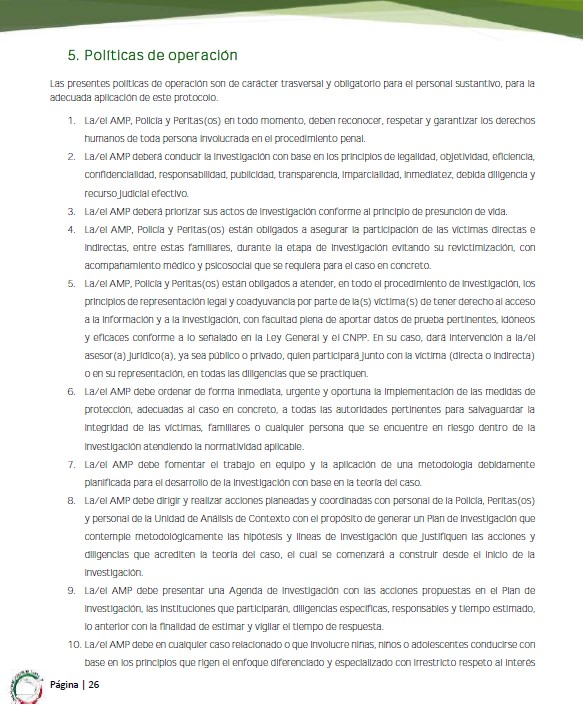 5. Políticas de operación
Las presentes políticas de operación son de carácter trasversal y obligatorio para el personal sustantivo, para la
adecuada aplicación de este protocolo.
1. La/el AMP, Policía y Peritas(os) en todo momento, deben reconocer, respetar y garantizar los derechos
humanos de toda persona involucrada en el procedimiento penal.
2. La/el AMP deberá conducir la investigación con base en los principios de legalidad, objetividad, eficiencia,
confidencialidad, responsabilidad, publicidad, transparencia, imparcialidad, inmediatez, debida diligencia y
recurso judicial efectivo.
3. La/el AMP deberá priorizar sus actos de investigación conforme al principio de presunción de vida.
4. La/el AMP, Policía y Peritas(os) están obligados a asegurar la participación de las víctimas directas e
indirectas, entre estas familiares, durante la etapa de investigación evitando su revictimización, con
acompañamiento médico y psicosocial que se requiera para el caso en concreto.
5. La/el AMP, Policía y Peritas(os) están obligados a atender, en todo el procedimiento de investigación, los
principios de representación legal y coadyuvancia por parte de la(s) víctima(s) de tener derecho al acceso
a la información y a la investigación, con facultad plena de aportar datos de prueba pertinentes, idóneos
y eficaces conforme a lo señalado en la Ley General y el CNPP. En su caso, dará intervención a la/el
asesor(a) jurídico(a), ya sea público o privado, quien participará junto con la víctima (directa o indirecta)
o en su representación, en todas las diligencias que se practiquen.
6. La/el AMP debe ordenar de forma inmediata, urgente y oportuna la implementación de las medidas de
protección, adecuadas al caso en concreto, a todas las autoridades pertinentes para salvaguardar la
integridad de las víctimas, familiares o cualquier persona que se encuentre en riesgo dentro de la
investigación atendiendo la normatividad aplicable.
7. La/el AMP debe fomentar el trabajo en equipo y la aplicación de una metodología debidamente
planificada para el desarrollo de la investigación con base en la teoría del caso.
8. La/el AMP debe dirigir y realizar acciones planeadas y coordinadas con personal de la Policía, Peritas(os)
y personal de la Unidad de Análisis de Contexto con el propósito de generar un Plan de Investigación que
contemple metodológicamente las hipótesis y líneas de investigación que justifiquen las acciones y
diligencias que acrediten la teoría del caso, el cual se comenzará a construir desde el inicio de la
investigación.
9. La/el AMP debe presentar una Agenda de Investigación con las acciones propuestas en el Plan de
Investigación, las instituciones que participarán, diligencias específicas, responsables y tiempo estimado,
lo anterior con la finalidad de estimar y vigilar el tiempo de respuesta.
10. La/el AMP debe en cualquier caso relacionado o que involucre niñas, niños o adolescentes conducirse con
base en los principios que rigen el enfoque diferenciado y especializado con irrestricto respeto al interés
Página | 26